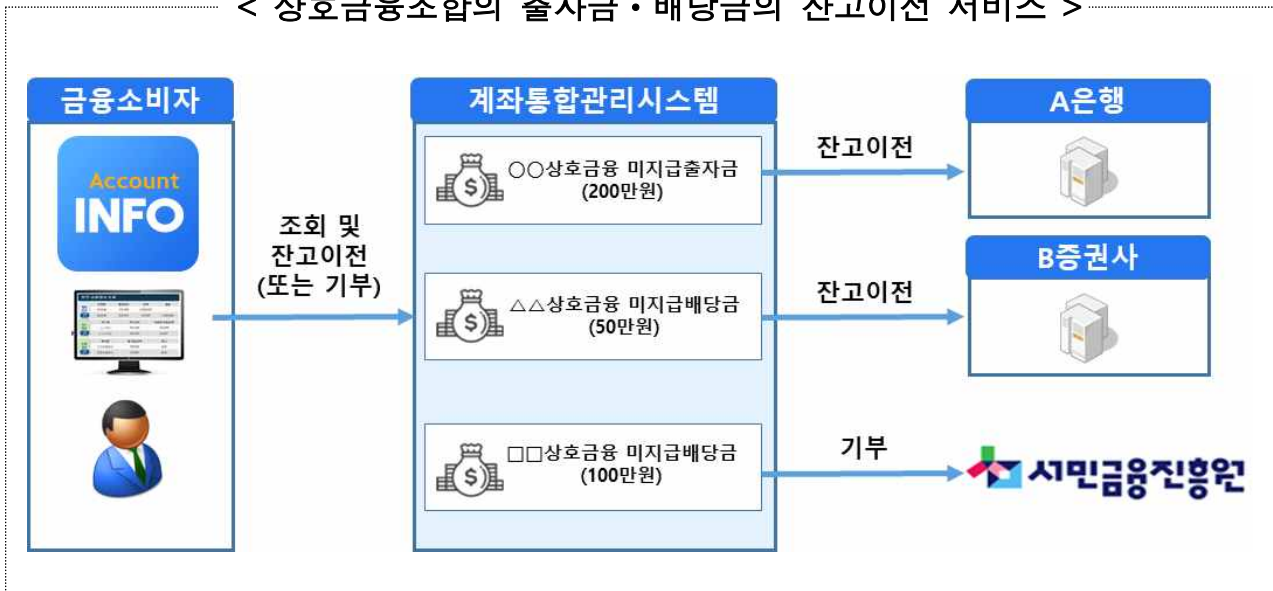 < 상호금융조합의 출자금·배당금의 잔고이전 서비스 >
금융소비자
Account
INFO
조회 및
잔고이전
(또는 기부)
계좌통합관리시스템
○○상호금융 미지급출자금
(200만원)
△△상호금융 미지급배당금
(50만원)
□□상호금융 미지급배당금
(100만원)
잔고이전
A은행
잔고이전
B증권사
기부
서민금융진흥원